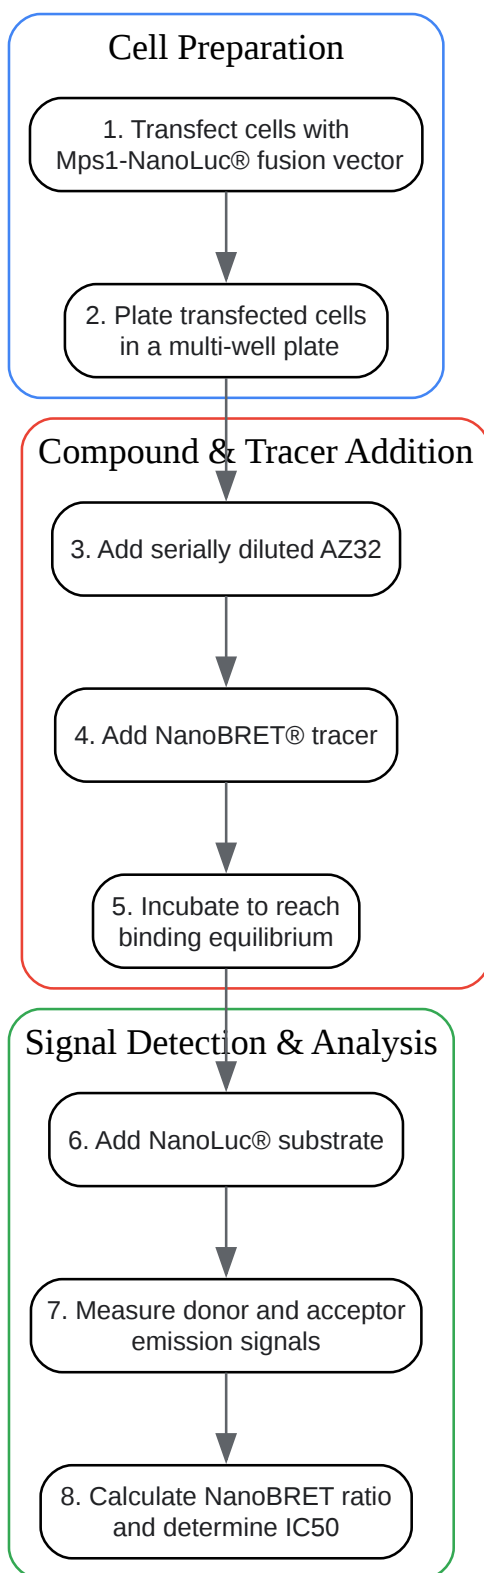 Cell Preparation
1. Transfect cells with
Mps1-NanoLuc® fusion vector
2. Plate transfected cells
in a multi-well plate
Compound & Tracer Addition
3. Add serially diluted AZ32
4. Add NanoBRET® tracer
5. Incubate to reach
binding equilibrium
Signal Detection & Analysis
6. Add NanoLuc® substrate
7. Measure donor and acceptor
emission signals
8. Calculate NanoBRET ratio
and determine IC50